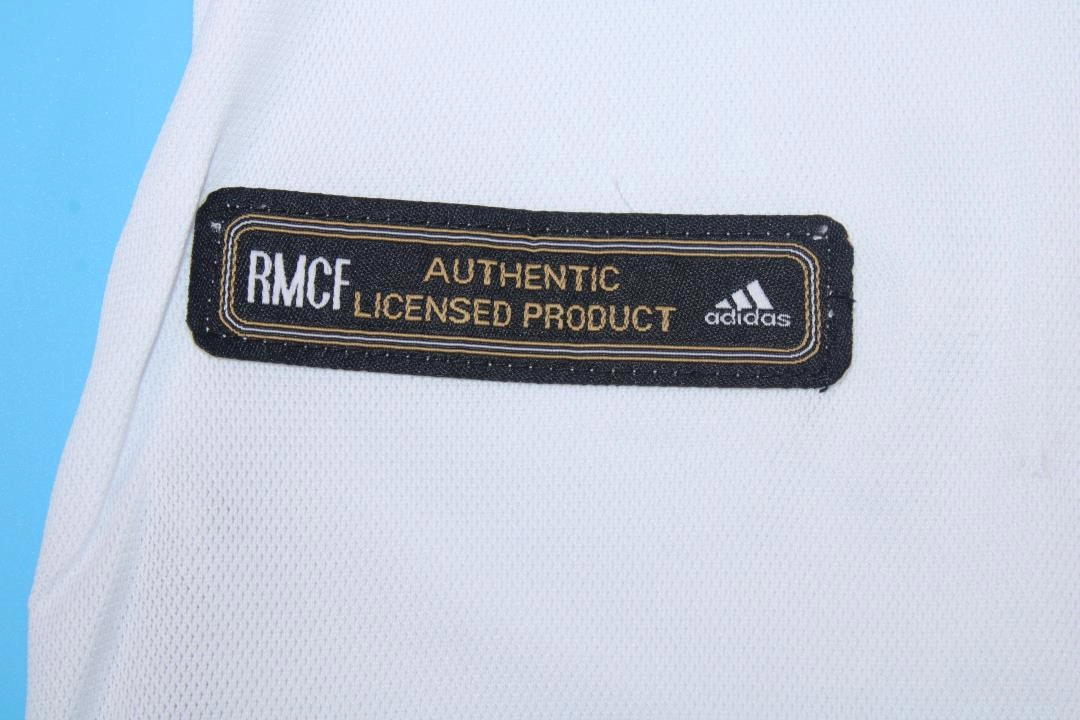 RMCF
AUTHENTIC
LICENSED PRODUCT
adidas